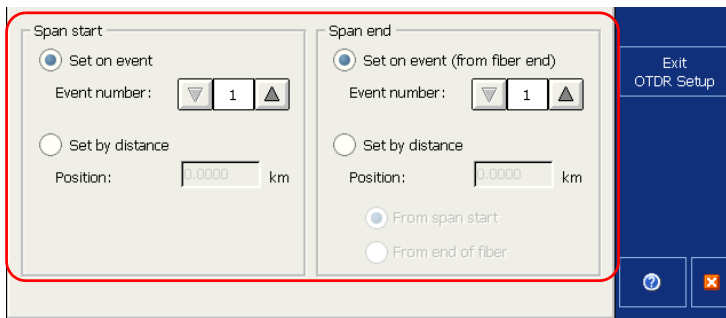 Span start
Set on event
Event number:
1
Set by distance
Position:
0.0000
km
Span end
Set on event (from fiber end)
Event number:
1
Set by distance
Position:
0.0000
km
From span start
From end of fiber
Exit
OTDR Setup
?